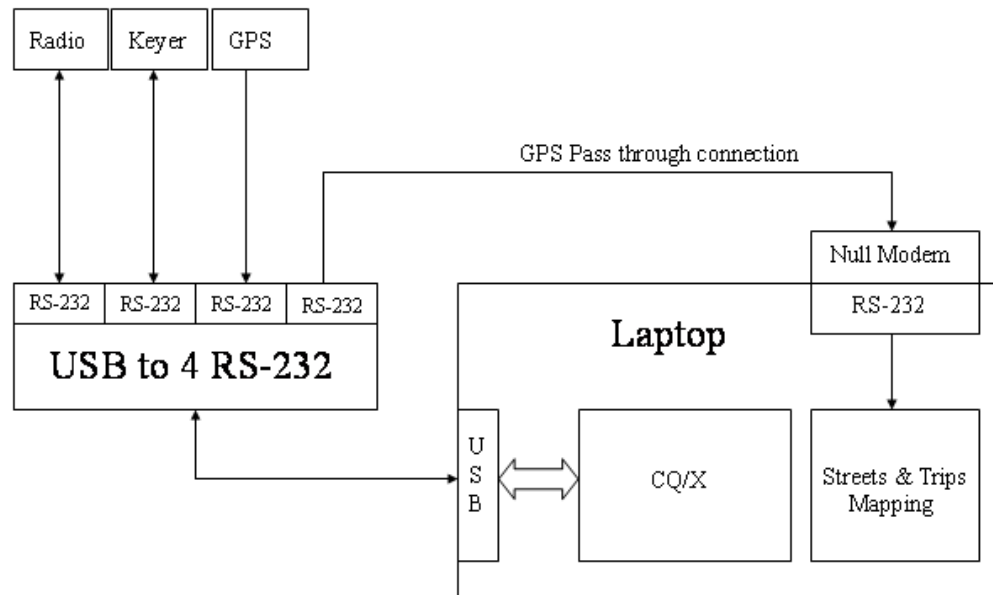 Radio
Keyer
GPS
GPS Pass through connection
Null Modem
RS-232
RS-232
RS-232
RS-232
RS-232
USB to 4 RS-232
Laptop
U
S
B
CQ/X
Streets & Trips
Mapping